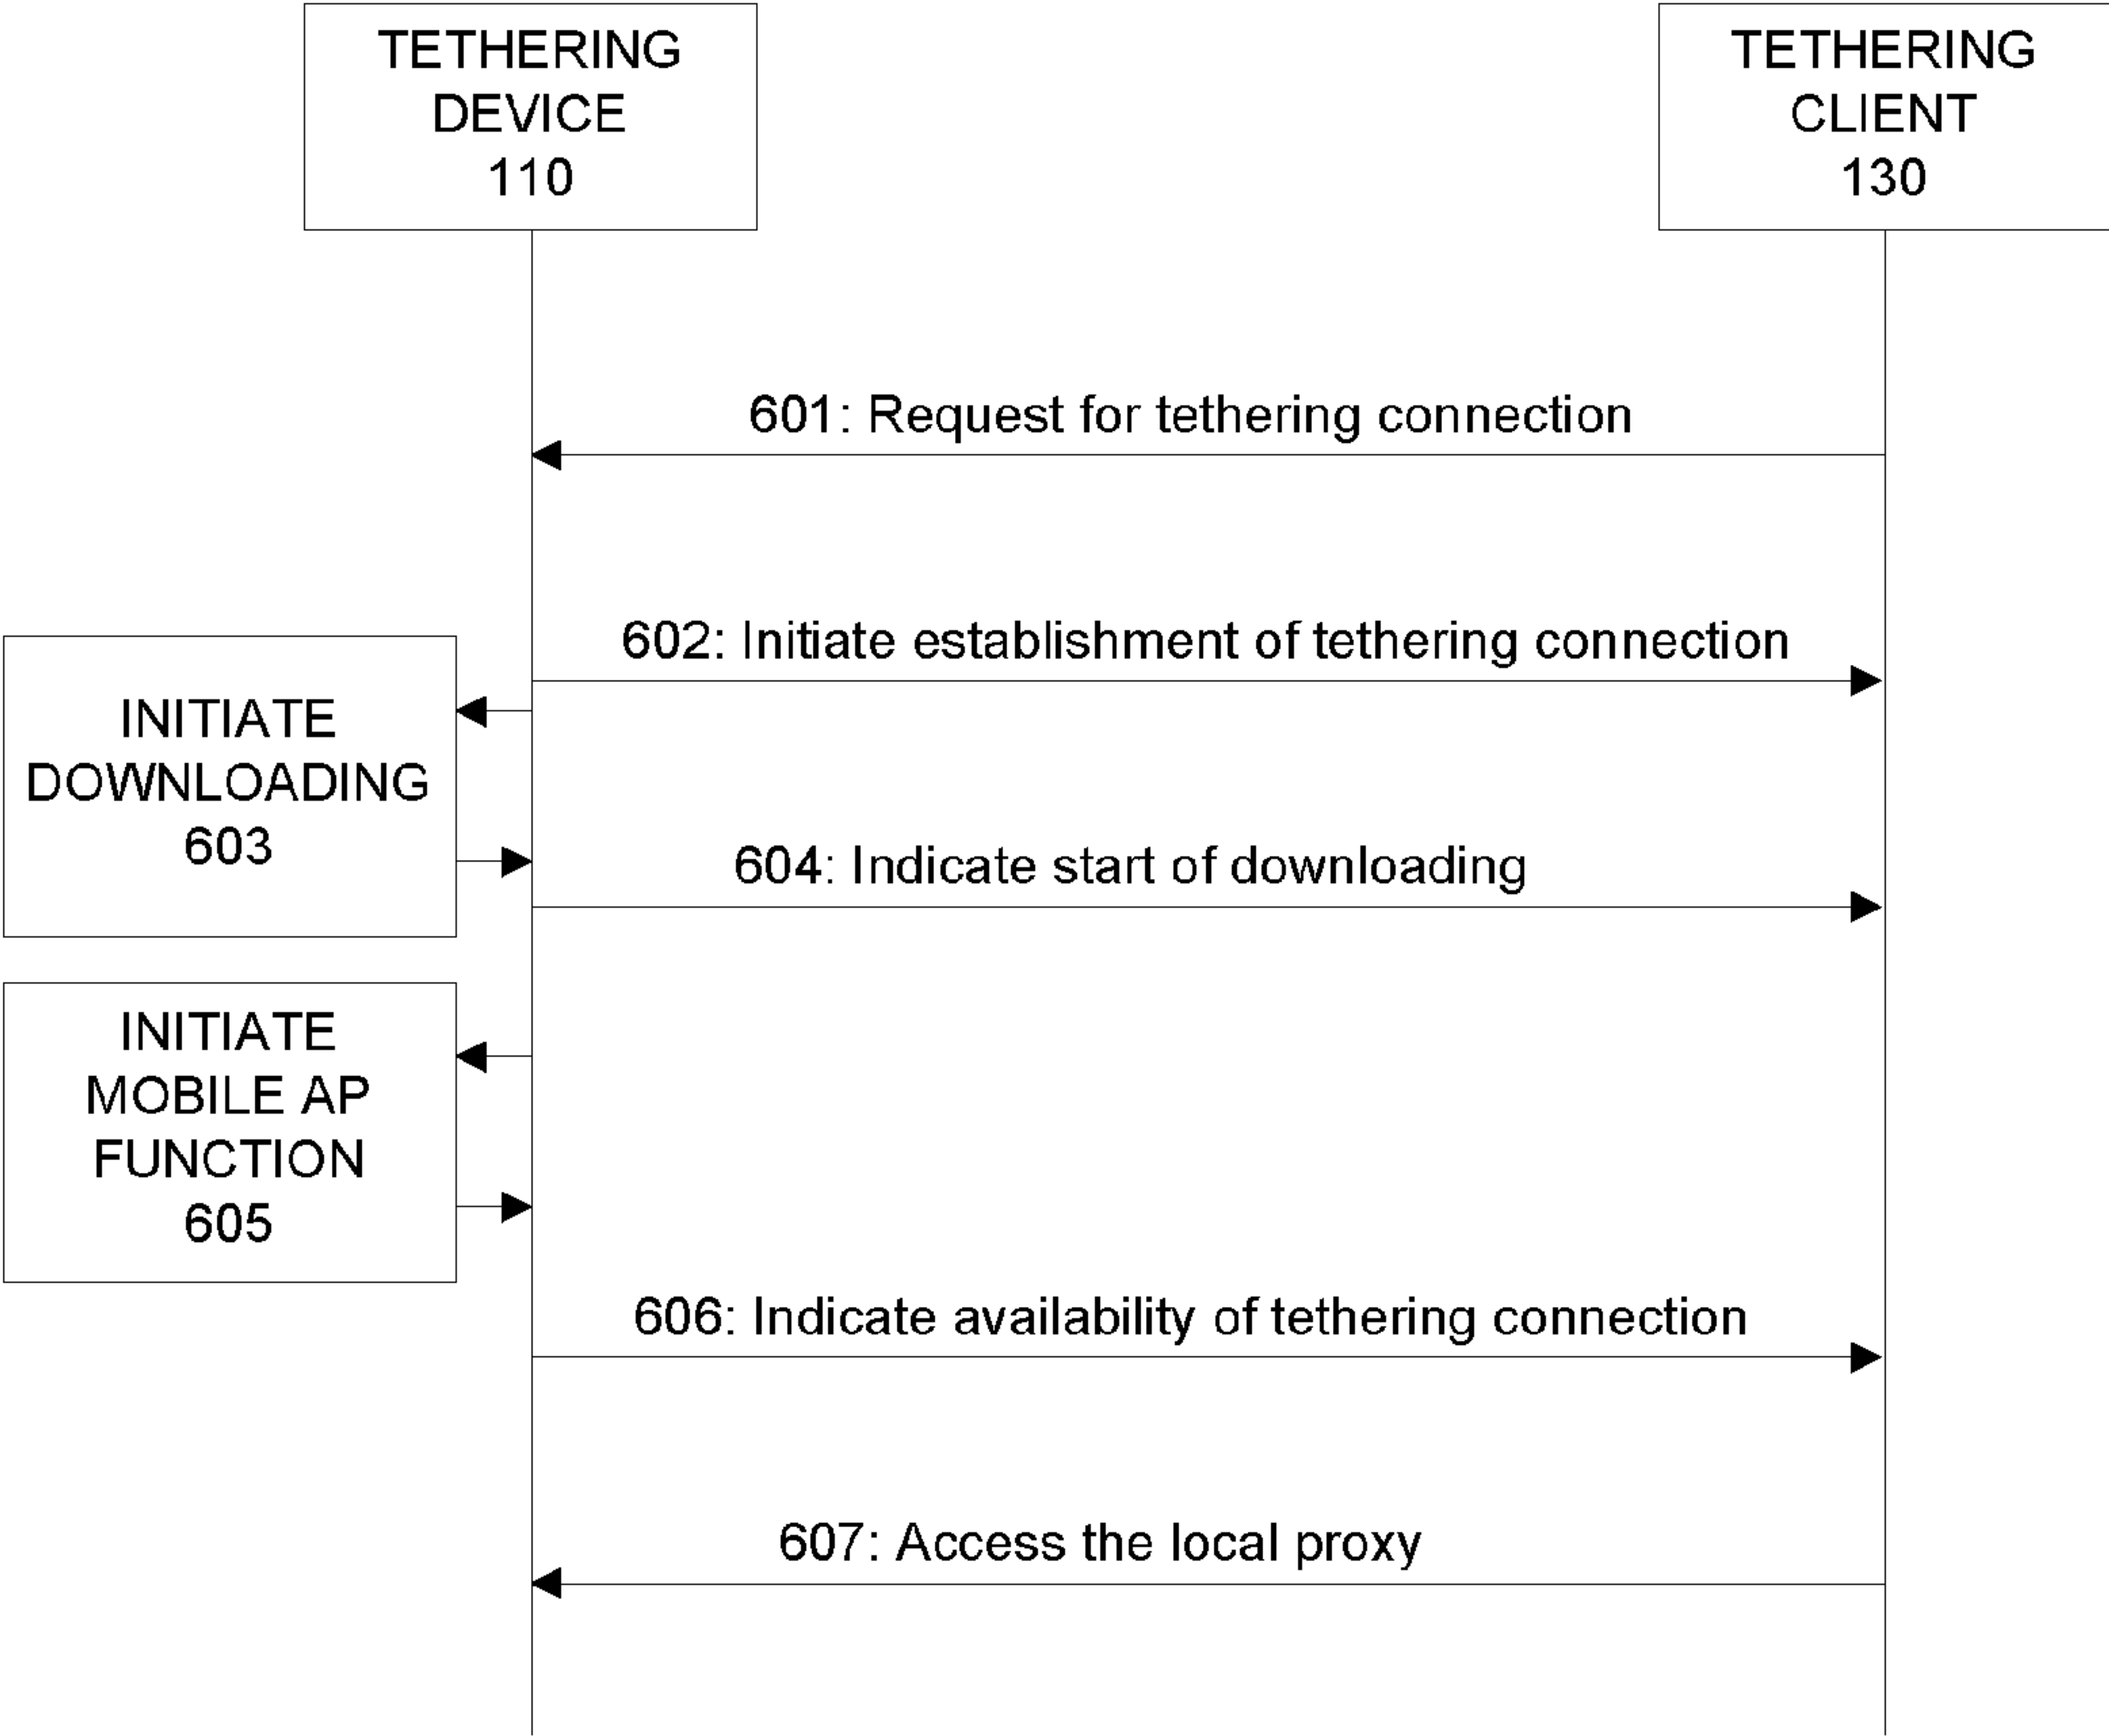 TETHERING
DEVICE
110
TETHERING
CLIENT
130
601: Request for tethering connection
602: Initiate establishment of tethering connection
INITIATE
DOWNLOADING
603
604: Indicate start of downloading
INITIATE
MOBILE AP
FUNCTION
605
606: Indicate availability of tethering connection
607: Access the local proxy